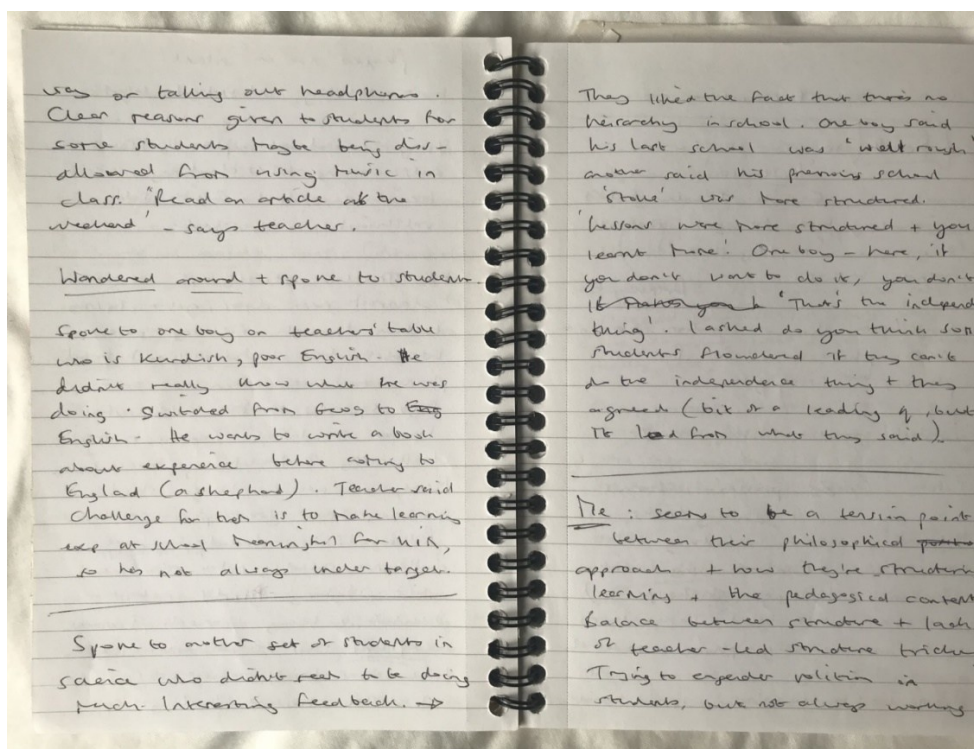 way or taking out headphones.
Clear reasons given to students for
some students maybe being dis-
allowed from using music in
class. "Read an article at the
weekend' - says teacher.
Wandered around + spoke to student
Spoke to one boy on teachers' table
who is Kurdish, poor English. He
didn't really know what he was
doing. Switched from Geog to Eng
English. He wants to write a book
about experience before coming to
England (a shepherd). Teacher said
challenge for them is to make learning
exp at school meaningful for him,
so he's not always under target.
Spoke to another set of students in
science who didn't seem to be doing
much. Interesting feedback. →
They liked the fact that there's no
heirarchy in school. One boy said
his last school was 'well rough'
another said his previous school
was more structured.
'Lessons were more structured + you
learnt more'. One boy - here, if
you don't want to do it, you don't
'That's the independ
thing'. I asked do you think som
students floundered if they can't
do the independence thing + they
agreed (bit of a leading q, but
it lead from what they said)
Me: seems to be a tension point
between their philosophical
approach + how they're structurin
learning + the pedagogical content
Balance between structure + lack
of teacher-led structure tricky
Trying to engender volition in
students, but not always working